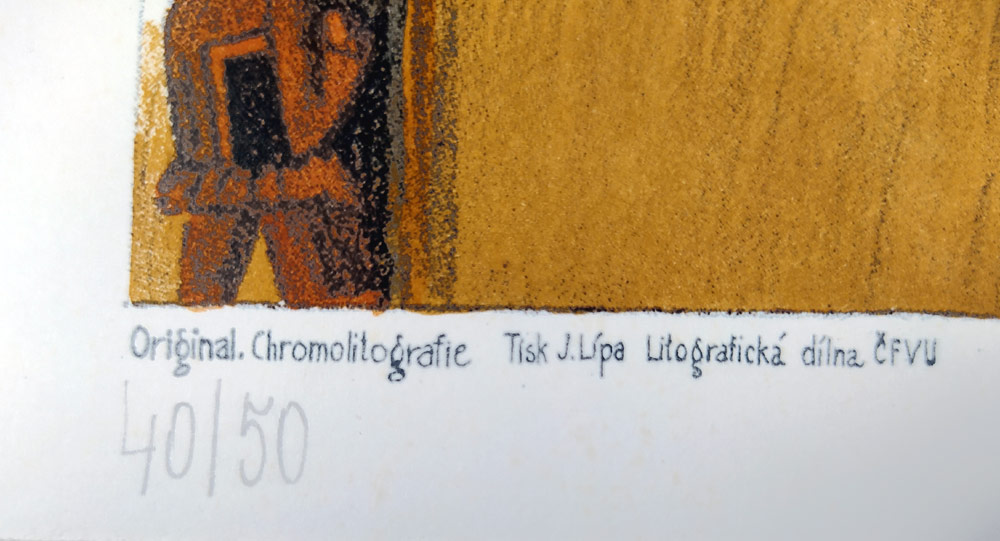 Original. Chromolitografie Tisk J. Lípa Litografická dílna ČFVU
40/50